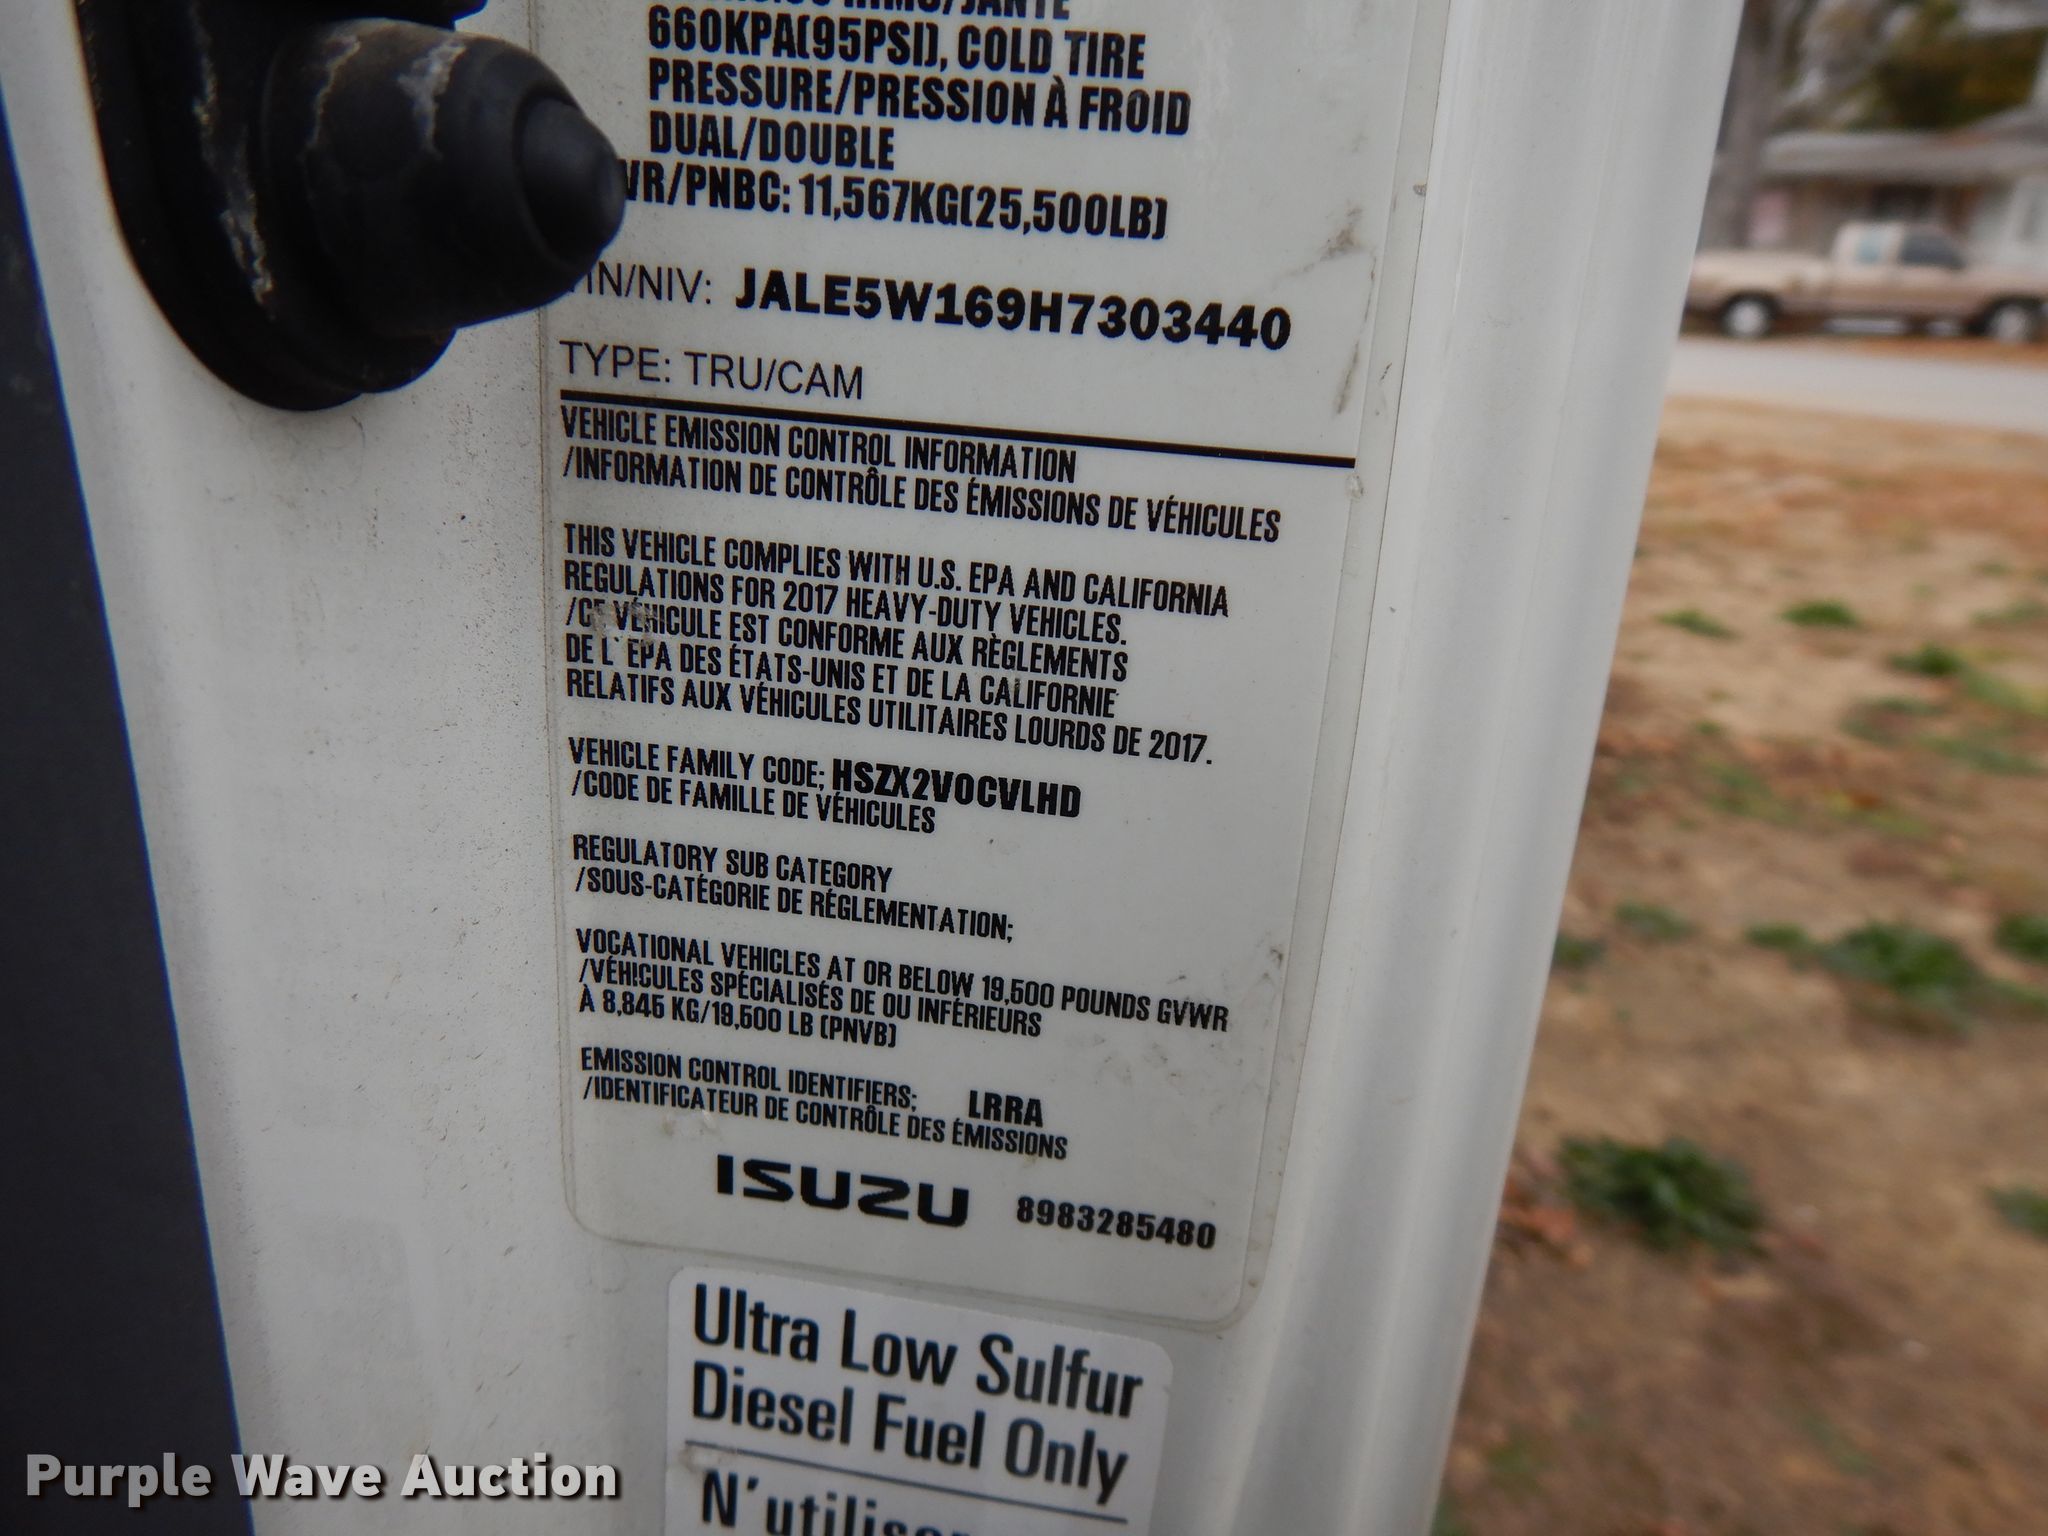 660KPA(95PSI), COLD TIRE
PRESSURE/PRESSION À FROID
DUAL/DOUBLE
VR/PNBC: 11,567KG(25,500LB)
IN/NIV: JALE5W169H7303440
TYPE: TRU/CAM
VEHICLE EMISSION CONTROL INFORMATION
/INFORMATION DE CONTRÔLE DES ÉMISSIONS DE VÉHICULES
THIS VEHICLE COMPLIES WITH U.S. EPA AND CALIFORNIA
REGULATIONS FOR 2017 HEAVY-DUTY VEHICLES.
/CE VÉHICULE EST CONFORME AUX RÈGLEMENTS
DE L'EPA DES ÉTATS-UNIS ET DE LA CALIFORNIE
RELATIFS AUX VÉHICULES UTILITAIRES LOURDS DE 2017.
VEHICLE FAMILY CODE; HSZX2VOCVLHD
/CODE DE FAMILLE DE VÉHICULES
REGULATORY SUB CATEGORY
/SOUS-CATÉGORIE DE RÉGLEMENTATION;
VOCATIONAL VEHICLES AT OR BELOW 19,500 POUNDS GVWR
/VÉHICULES SPÉCIALISÉS DE OU INFÉRIEURS
À 8,845 KG/19,500 LB (PNVB)
EMISSION CONTROL IDENTIFIERS; LRRA
/IDENTIFICATEUR DE CONTRÔLE DES ÉMISSIONS
ISUZU 8983285480
Ultra Low Sulfur
Diesel Fuel Only
Purple Wave Auction